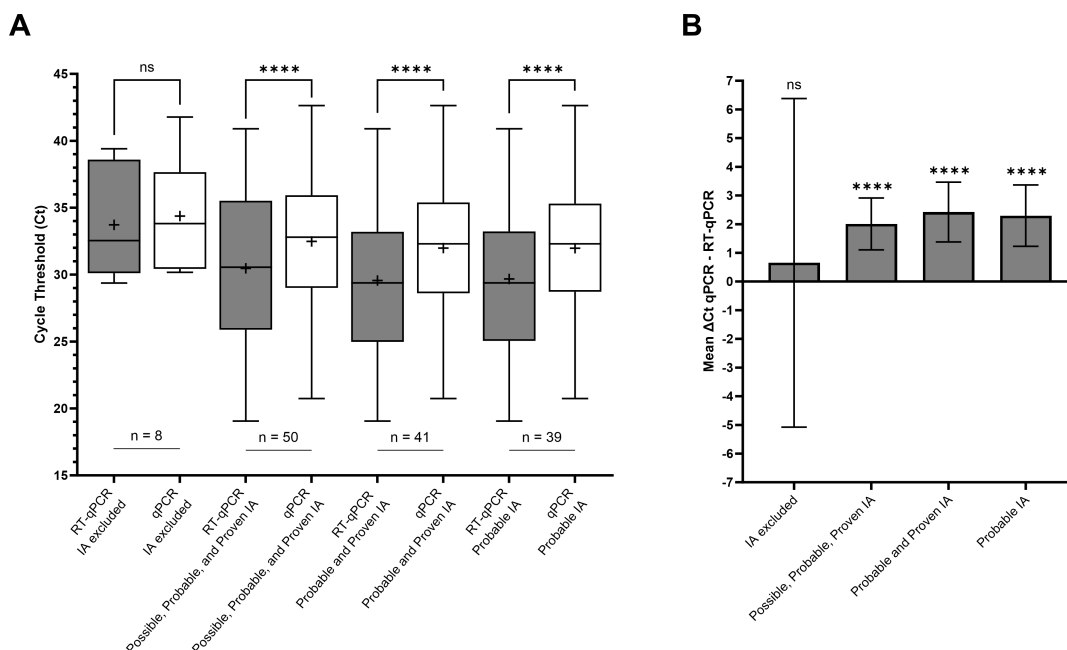 A
Cycle Threshold (Ct)
45
40
35
30
25
20
15
ns
****
****
****
n = 8
n = 50
n = 41
n = 39
RT-qPCR
IA excluded
qPCR
IA excluded
RT-qPCR
Possible, Probable, and Proven IA
qPCR
Possible, Probable, and Proven IA
RT-qPCR
Probable and Proven IA
qPCR
Probable and Proven IA
RT-qPCR
Probable IA
qPCR
Probable IA
B
Mean ΔCt qPCR - RT-qPCR
7
6
5
4
3
2
1
0
-1
-2
-3
-4
-5
-6
-7
ns
****
****
****
IA excluded
Possible, Probable, Proven IA
Probable and Proven IA
Probable IA